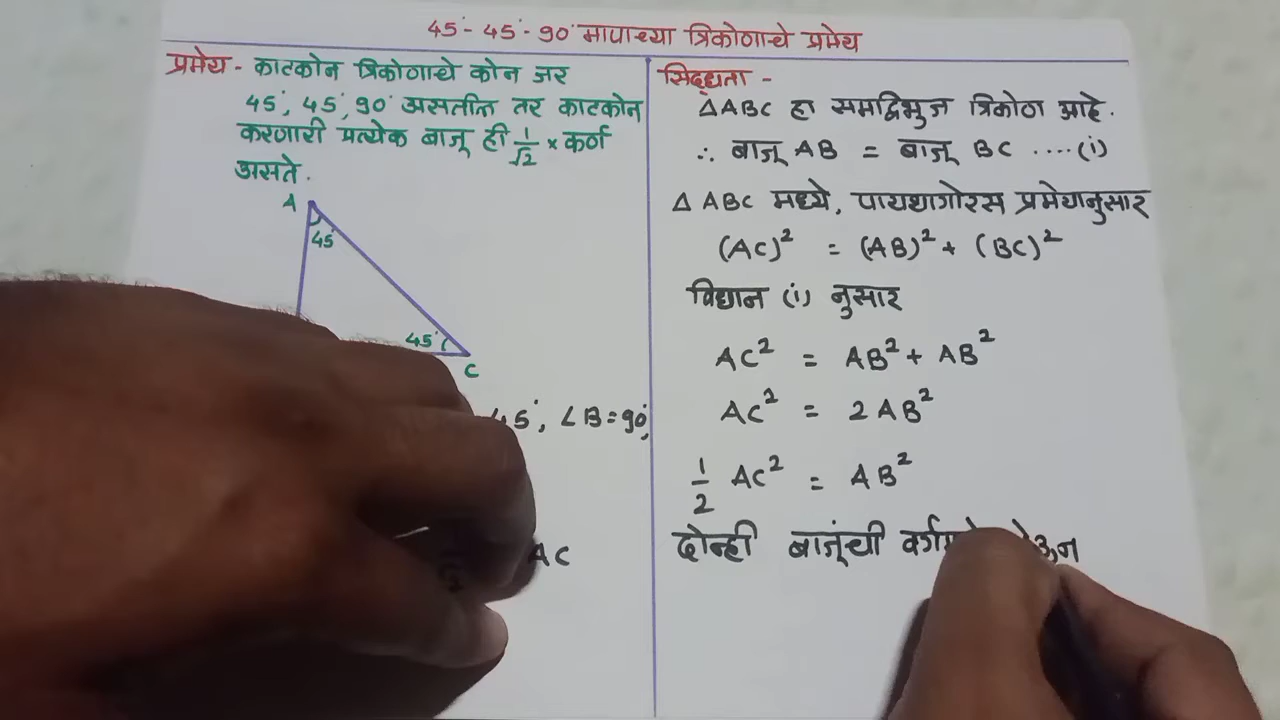 45°- 45°- 90° मापाच्या त्रिकोणाचे प्रमेय
प्रमेय - काटकोन त्रिकोणाचे कोन जर
45°, 45°, 90° असतील तर काटकोन
करणारी प्रत्येक बाजू ही 1/√2 × कर्ण
असते.
A
45°
45°
C
45°, ∠B=90°,
AC
सिद्धता -
△ABC हा समद्विभुज त्रिकोण आहे.
∴ बाजू AB = बाजू BC ....(i)
△ ABC मध्ये, पायथागोरस प्रमेयानुसार
(AC)² = (AB)² + (BC)²
विधान (i) नुसार
AC² = AB² + AB²
AC² = 2AB²
1/2 AC² = AB²
दोन्ही बाजूंची